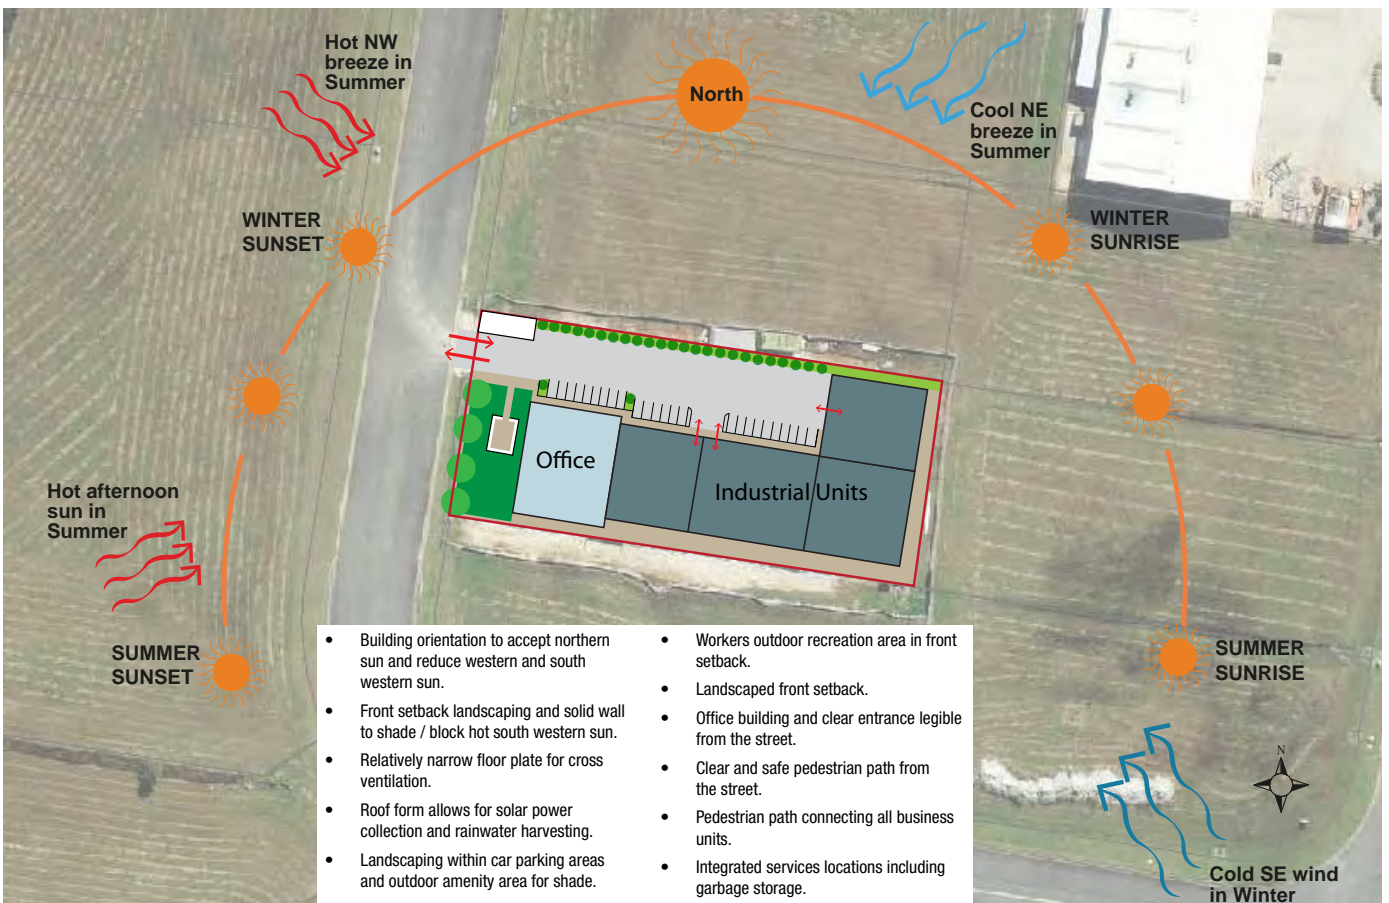 Hot NW
breeze in
Summer
North
Cool NE
breeze in
Summer
WINTER
SUNSET
WINTER
SUNRISE
Office
Industrial Units
Hot afternoon
sun in
Summer
SUMMER
SUNSET
SUMMER
SUNRISE
N
Cold SE wind
in Winter
• Building orientation to accept northern
sun and reduce western and south
western sun.
• Front setback landscaping and solid wall
to shade / block hot south western sun.
• Relatively narrow floor plate for cross
ventilation.
• Roof form allows for solar power
collection and rainwater harvesting.
• Landscaping within car parking areas
and outdoor amenity area for shade.
• Workers outdoor recreation area in front
setback.
• Landscaped front setback.
• Office building and clear entrance legible
from the street.
• Clear and safe pedestrian path from
the street.
• Pedestrian path connecting all business
units.
• Integrated services locations including
garbage storage.